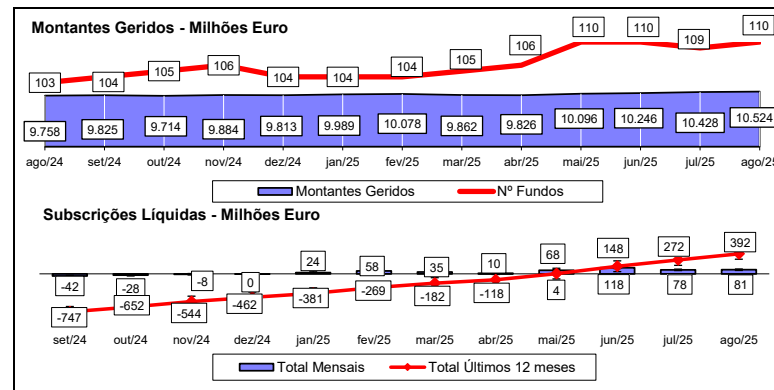 Montantes Geridos - Milhões Euro
103 104 105 106 104 104 104 105 106 110 110 109 110
9.758 9.825 9.714 9.884 9.813 9.989 10.078 9.862 9.826 10.096 10.246 10.428 10.524
ago/24 set/24 out/24 nov/24 dez/24 jan/25 fev/25 mar/25 abr/25 mai/25 jun/25 jul/25 ago/25
Montantes Geridos Nº Fundos
Subscrições Líquidas - Milhões Euro
-42 -28 -8 0 24 58 35 10 68 148 272 392
-747 -652 -544 -462 -381 -269 -182 -118 4 118 78 81
set/24 out/24 nov/24 dez/24 jan/25 fev/25 mar/25 abr/25 mai/25 jun/25 jul/25 ago/25
Total Mensais Total Últimos 12 meses